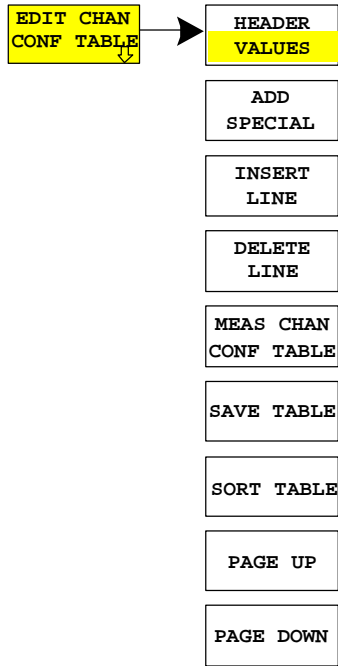 EDIT CHAN
CONF TABLE
HEADER
VALUES
ADD
SPECIAL
INSERT
LINE
DELETE
LINE
MEAS CHAN
CONF TABLE
SAVE TABLE
SORT TABLE
PAGE UP
PAGE DOWN